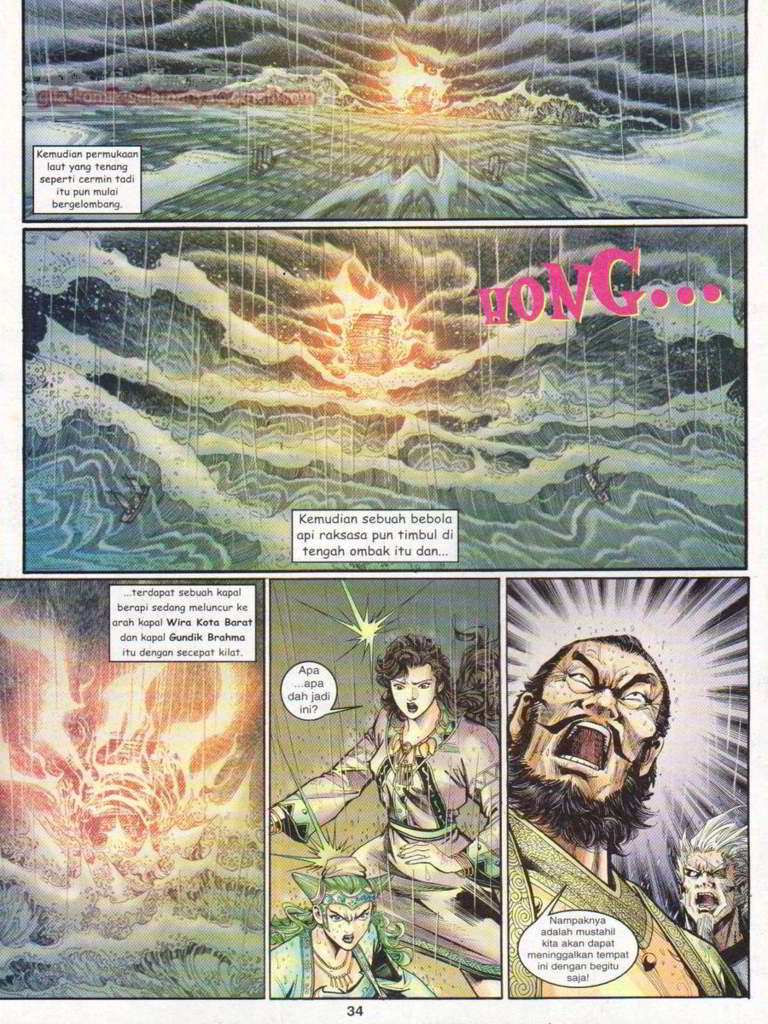 Kemudian permukaan
laut yang tenang
seperti cermin tadi
itu pun mulai
bergelombang.
HONG...
Kemudian sebuah bebola
api raksasa pun timbul di
tengah ombak itu dan...
...terdapat sebuah kapal
berapi sedang meluncur ke
arah kapal Wira Kota Barat
dan kapal Gundik Brahma
itu dengan secepat kilat.
Apa
...apa
dah jadi
ini?
Nampaknya
adalah mustahil
kita akan dapat
meninggalkan tempat
ini dengan begitu
saja!
34